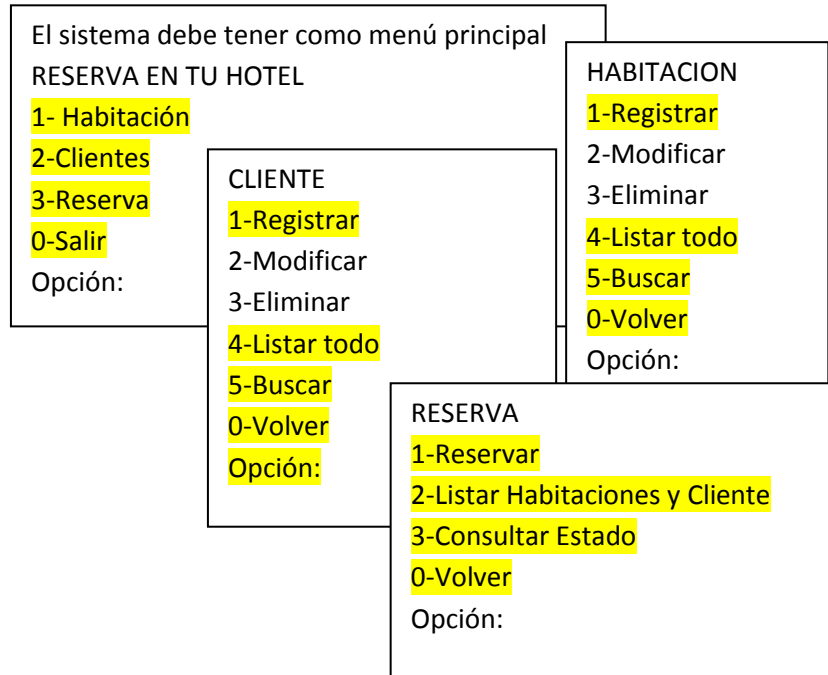 El sistema debe tener como menú principal
RESERVA EN TU HOTEL
1- Habitación
2-Clientes
3-Reserva
0-Salir
Opción:
CLIENTE
1-Registrar
2-Modificar
3-Eliminar
4-Listar todo
5-Buscar
0-Volver
Opción:
HABITACION
1-Registrar
2-Modificar
3-Eliminar
4-Listar todo
5-Buscar
0-Volver
Opción:
RESERVA
1-Reservar
2-Listar Habitaciones y Cliente
3-Consultar Estado
0-Volver
Opción: